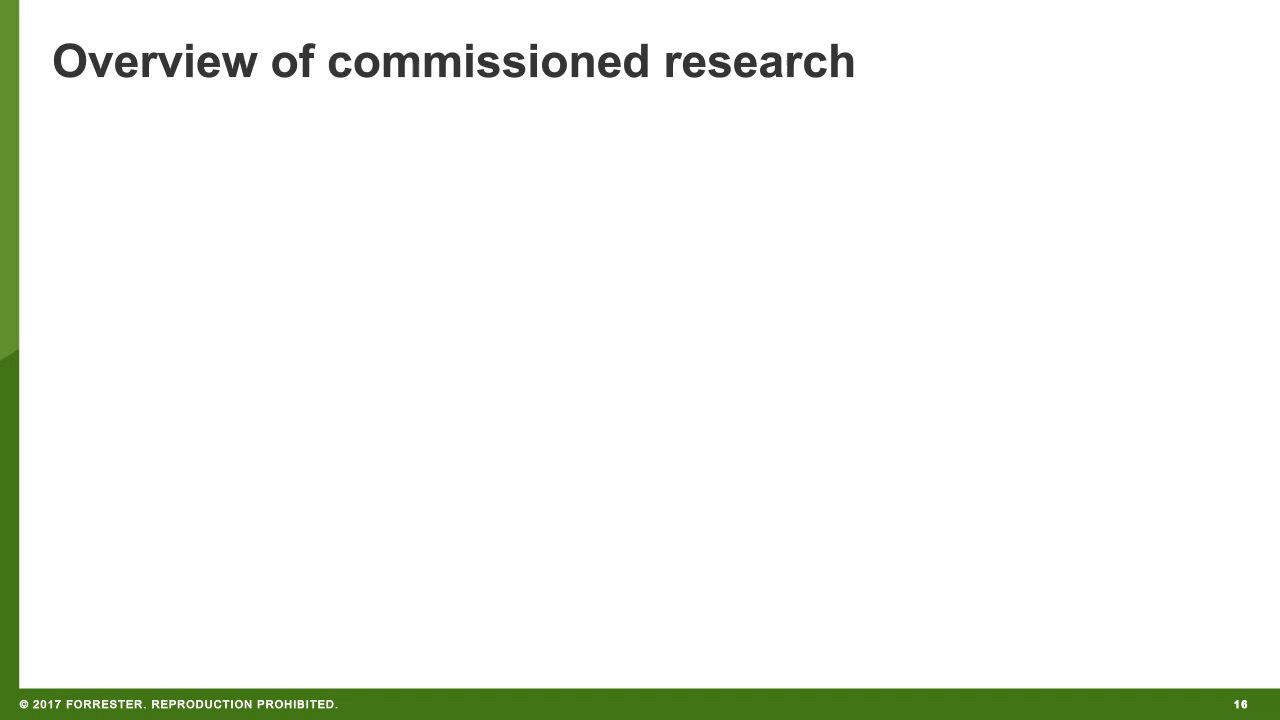 Overview of commissioned research
© 2017 FORRESTER. REPRODUCTION PROHIBITED.
16